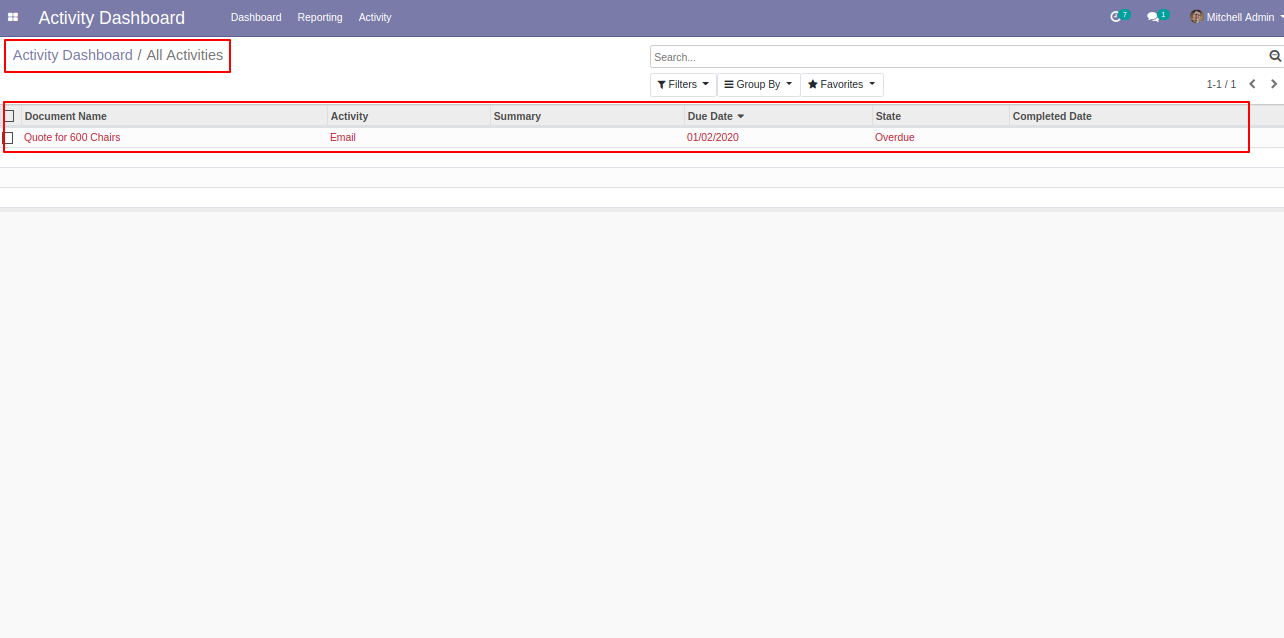 Activity Dashboard Dashboard Reporting Activity 7 1 Mitchell Admin
Activity Dashboard / All Activities
Search...
Filters Group By Favorites 1-1 / 1
Document Name Activity Summary Due Date State Completed Date
Quote for 600 Chairs Email 01/02/2020 Overdue